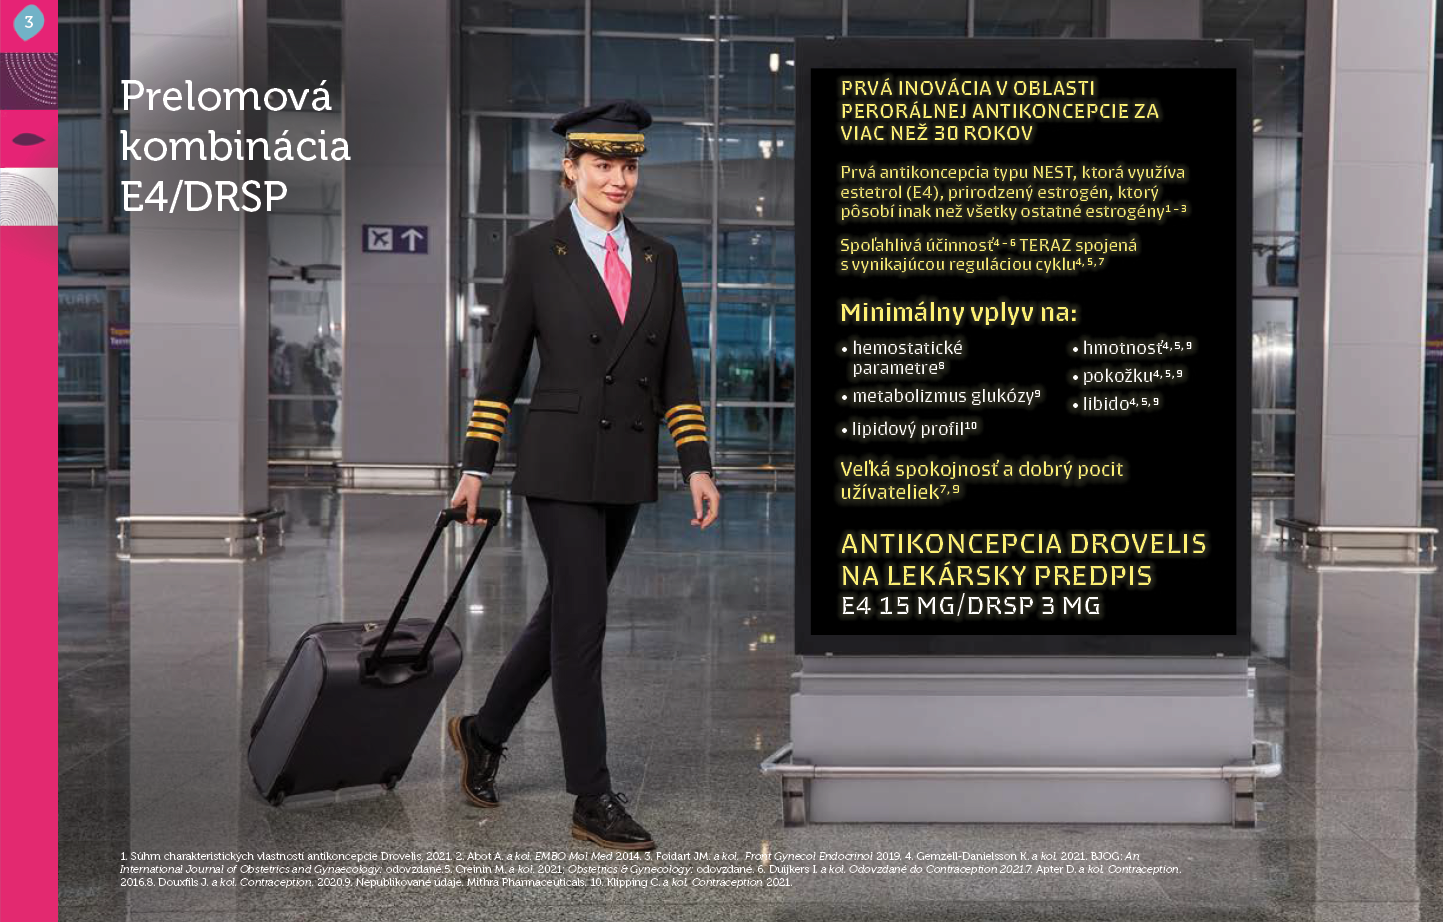 3
Prelomová
kombinácia
E4/DRSP
PRVÁ INOVÁCIA V OBLASTI
PERORÁLNEJ ANTIKONCEPCIE ZA
VIAC NEŽ 30 ROKOV
Prvá antikoncepcia typu NEST, ktorá využíva
estetrol (E4), prirodzený estrogén, ktorý
pôsobí inak než všetky ostatné estrogény¹⁻³
Spoľahlivá účinnosť⁴⁻⁶ TERAZ spojená
s vynikajúcou reguláciou cyklu⁴,⁵,⁷
Minimálny vplyv na:
• hemostatické
parametre⁸
• metabolizmus glukózy⁹
• lipidový profil¹⁰
• hmotnosť⁴,⁵,⁹
• pokožku⁴,⁵,⁹
• libido⁴,⁵,⁹
Veľká spokojnosť a dobrý pocit
užívateliek⁷,⁹
ANTIKONCEPCIA DROVELIS
NA LEKÁRSKY PREDPIS
E4 15 MG/DRSP 3 MG
1. Súhrn charakteristických vlastností antikoncepcie Drovelis, 2021. 2. Abot A. a kol. EMBO Mol Med 2014. 3. Foidart JM. a kol., Front Gynecol Endocrinol 2019. 4. Gemzell-Danielsson K. a kol. 2021. BJOG: An
International Journal of Obstetrics and Gynaecology: odovzdané.5. Creinin M. a kol. 2021; Obstetrics & Gynecology: odovzdané. 6. Duijkers I. a kol. Odovzdané do Contraception 2021.7. Apter D. a kol. Contraception.
2016.8. Douxfils J. a kol. Contraception, 2020.9. Nepublikované údaje. Mithra Pharmaceuticals. 10. Klipping C. a kol. Contraception 2021.